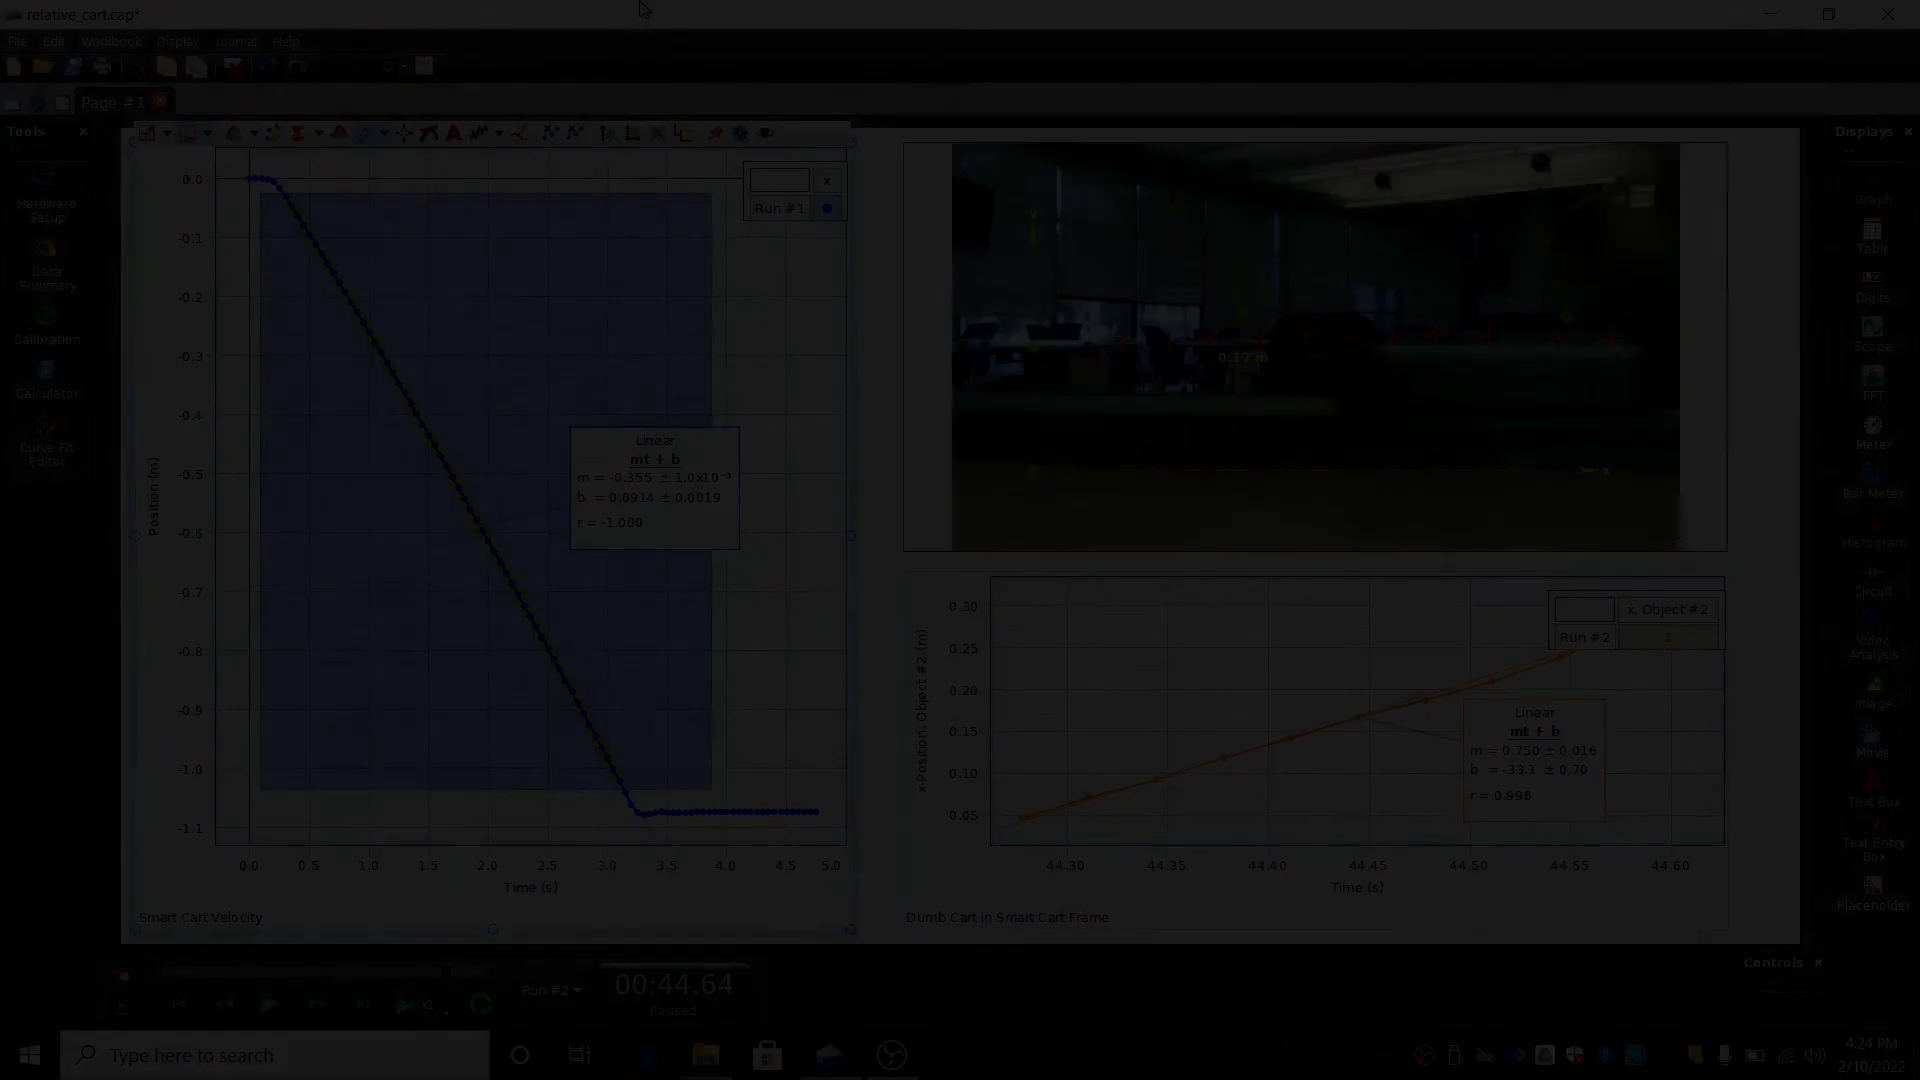 relative_cart.cap*
File Edit Workbook Display Journal Help
Page #1
Tools
Hardware
Setup
Data
Summary
Calibration
Calculator
Curve Fit
Editor
0.0
-0.1
-0.2
-0.3
-0.4
-0.5
-0.6
-0.7
-0.8
-0.9
-1.0
-1.1
Position (m)
x
Run #1
Linear
mt + b
m = -0.355 ± 1.0x10⁻³
b = 0.0914 ± 0.0019
r = -1.000
0.0 0.5 1.0 1.5 2.0 2.5 3.0 3.5 4.0 4.5 5.0
Time (s)
Smart Cart Velocity
0.17 m
x
0.30
0.25
0.20
0.15
0.10
0.05
x-Position, Object #2 (m)
x, Object #2
Run #2
Linear
mt + b
m = 0.750 ± 0.016
b = -33.1 ± 0.70
r = 0.998
44.30 44.35 44.40 44.45 44.50 44.55 44.60
Time (s)
Dumb Cart in Smart Cart Frame
Displays
Graph
Table
Digits
Scope
FFT
Meter
Bar Meter
Histogram
Circuit
Video
Analysis
Image
Movie
Text Box
Text Entry
Box
Placeholder
Controls
Run #2
00:44.64
Paused
Type here to search
4:24 PM
2/10/2022